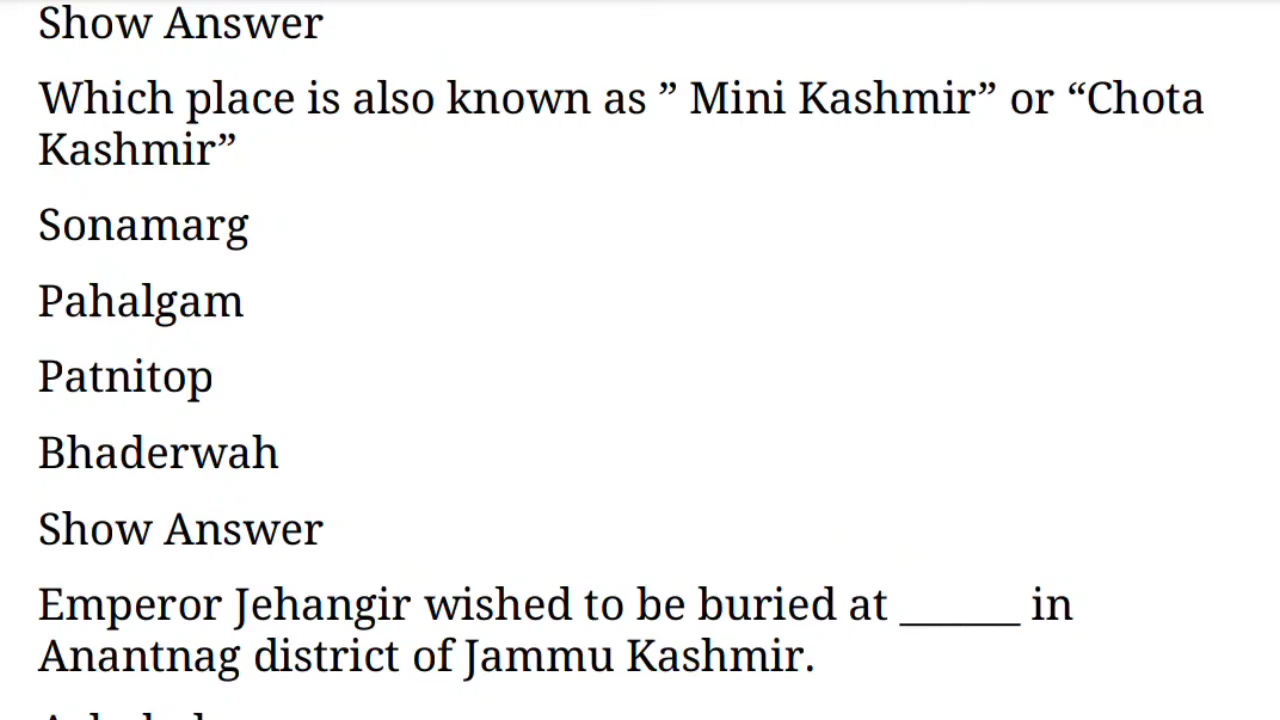 Show Answer
Which place is also known as ” Mini Kashmir” or “Chota
Kashmir”
Sonamarg
Pahalgam
Patnitop
Bhaderwah
Show Answer
Emperor Jehangir wished to be buried at ______ in
Anantnag district of Jammu Kashmir.